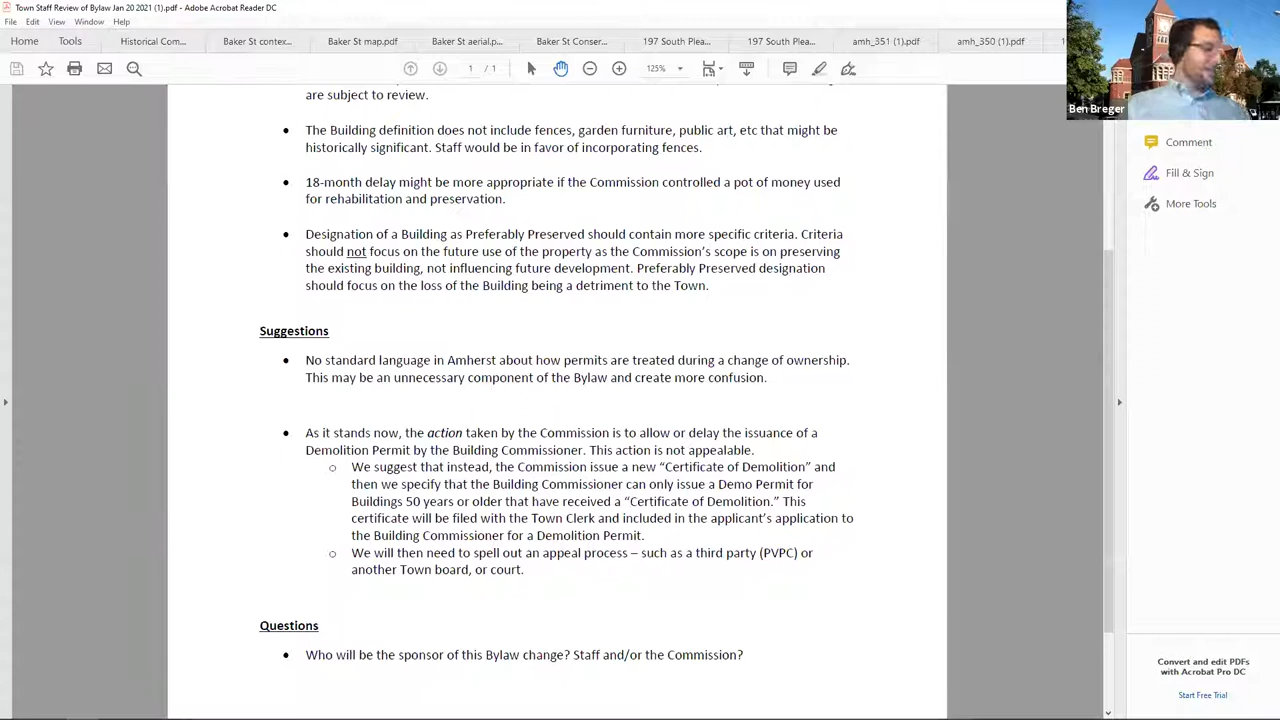 Town Staff Review of Bylaw Jan 20 2021 (1).pdf - Adobe Acrobat Reader DC
File Edit View Window Help
Home Tools Historical Com... Baker St contex... Baker St map.pdf Baker St aerial.p... Baker St Conser... 197 South Plea... 197 South Plea... amh_351 (1).pdf amh_350 (1).pdf
/ 1 125%
Ben Breger
are subject to review.
• The Building definition does not include fences, garden furniture, public art, etc that might be
historically significant. Staff would be in favor of incorporating fences.
• 18-month delay might be more appropriate if the Commission controlled a pot of money used
for rehabilitation and preservation.
• Designation of a Building as Preferably Preserved should contain more specific criteria. Criteria
should not focus on the future use of the property as the Commission's scope is on preserving
the existing building, not influencing future development. Preferably Preserved designation
should focus on the loss of the Building being a detriment to the Town.
Suggestions
• No standard language in Amherst about how permits are treated during a change of ownership.
This may be an unnecessary component of the Bylaw and create more confusion.
• As it stands now, the action taken by the Commission is to allow or delay the issuance of a
Demolition Permit by the Building Commissioner. This action is not appealable.
o We suggest that instead, the Commission issue a new “Certificate of Demolition” and
then we specify that the Building Commissioner can only issue a Demo Permit for
Buildings 50 years or older that have received a “Certificate of Demolition.” This
certificate will be filed with the Town Clerk and included in the applicant's application to
the Building Commissioner for a Demolition Permit.
o We will then need to spell out an appeal process – such as a third party (PVPC) or
another Town board, or court.
Questions
• Who will be the sponsor of this Bylaw change? Staff and/or the Commission?
Comment
Fill & Sign
More Tools
Convert and edit PDFs
with Acrobat Pro DC
Start Free Trial